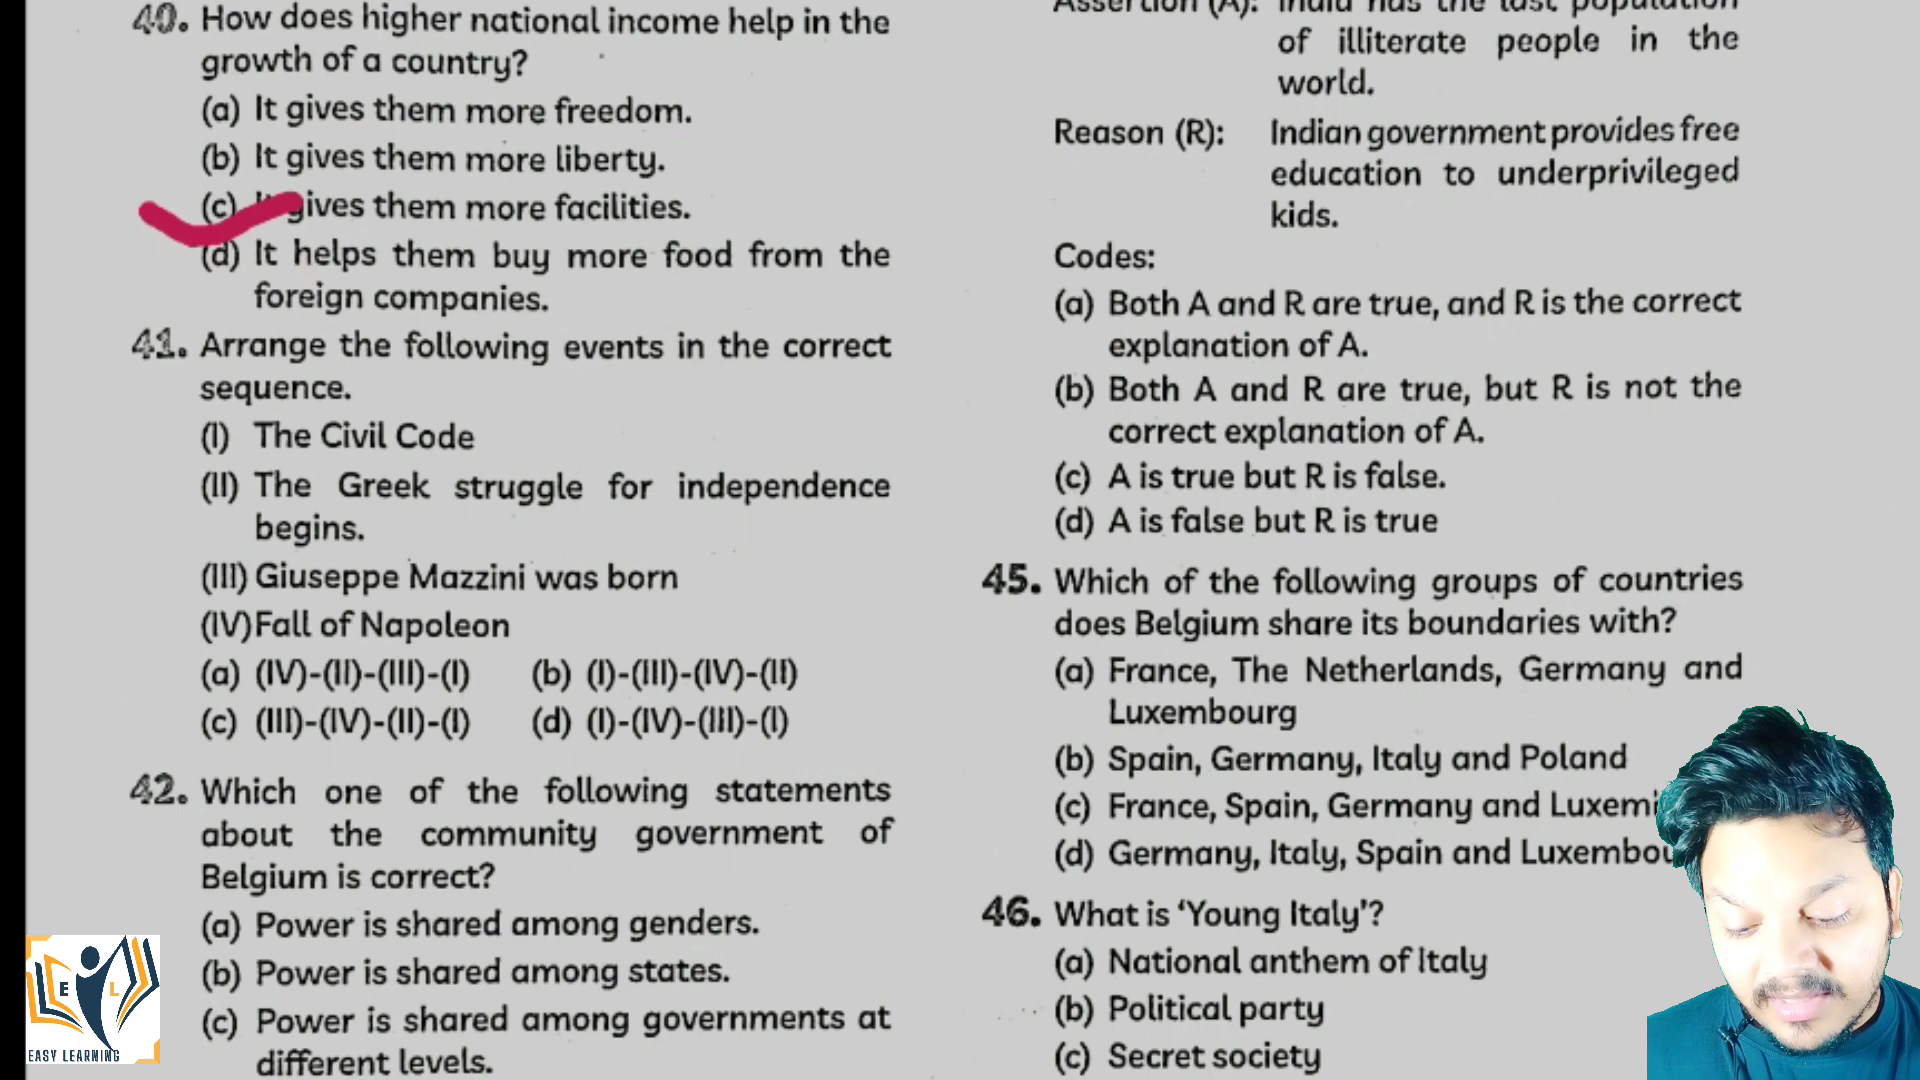 40. How does higher national income help in the
growth of a country?
(a) It gives them more freedom.
(b) It gives them more liberty.
(c) It gives them more facilities.
(d) It helps them buy more food from the
foreign companies.
41. Arrange the following events in the correct
sequence.
(I) The Civil Code
(II) The Greek struggle for independence
begins.
(III) Giuseppe Mazzini was born
(IV) Fall of Napoleon
(a) (IV)-(II)-(III)-(I) (b) (I)-(III)-(IV)-(II)
(c) (III)-(IV)-(II)-(I) (d) (I)-(IV)-(III)-(I)
42. Which one of the following statements
about the community government of
Belgium is correct?
(a) Power is shared among genders.
(b) Power is shared among states.
(c) Power is shared among governments at
different levels.
Assertion (A): India has the last population
of illiterate people in the
world.
Reason (R): Indian government provides free
education to underprivileged
kids.
Codes:
(a) Both A and R are true, and R is the correct
explanation of A.
(b) Both A and R are true, but R is not the
correct explanation of A.
(c) A is true but R is false.
(d) A is false but R is true
45. Which of the following groups of countries
does Belgium share its boundaries with?
(a) France, The Netherlands, Germany and
Luxembourg
(b) Spain, Germany, Italy and Poland
(c) France, Spain, Germany and
(d) Germany, Italy, Spain and
46. What is ‘Young Italy’?
(a) National anthem of Italy
(b) Political party
(c) Secret society
E L
EASY LEARNING